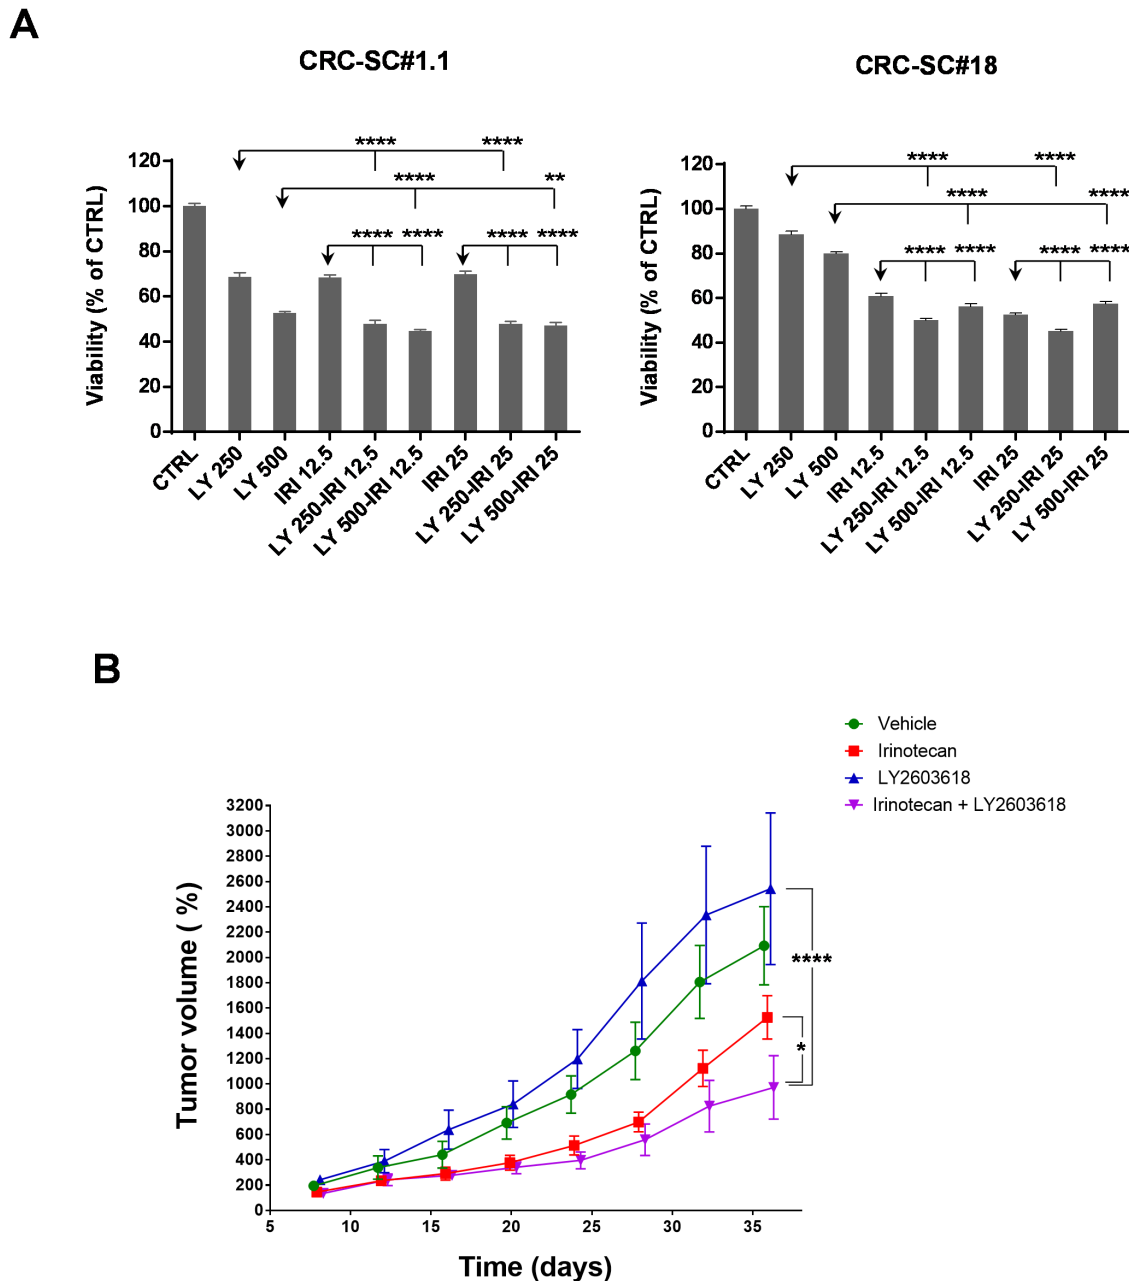 A
CRC-SC#1.1
CRC-SC#18
**** ****
**** **
**** **** **** ****
**** ****
**** ****
**** **** **** ****
Viability (% of CTRL)
120
100
80
60
40
20
0
CTRL
LY 250
LY 500
IRI 12.5
LY 250-IRI 12,5
LY 500-IRI 12.5
IRI 25
LY 250-IRI 25
LY 500-IRI 25
Viability (% of CTRL)
120
100
80
60
40
20
0
CTRL
LY 250
LY 500
IRI 12.5
LY 250-IRI 12.5
LY 500-IRI 12.5
IRI 25
LY 250-IRI 25
LY 500-IRI 25
B
Vehicle
Irinotecan
LY2603618
Irinotecan + LY2603618
Tumor volume ( %)
3200
3000
2800
2600
2400
2200
2000
1800
1600
1400
1200
1000
800
600
400
200
0
****
*
5 10 15 20 25 30 35
Time (days)